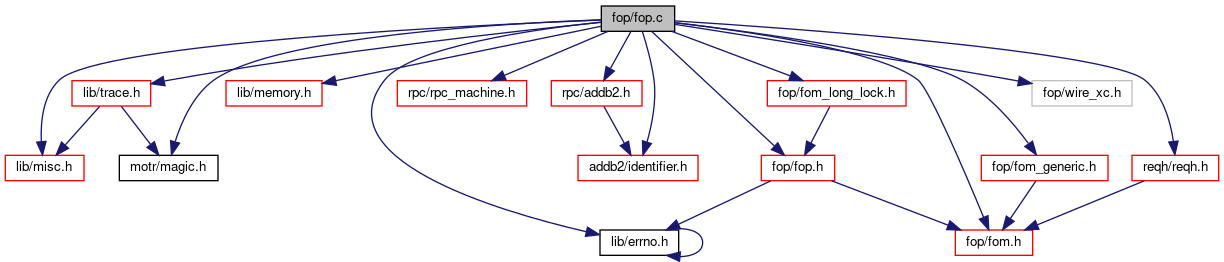 fop/fop.c
lib/trace.h
lib/memory.h
rpc/rpc_machine.h
rpc/addb2.h
fop/fom_long_lock.h
fop/wire_xc.h
lib/misc.h
motr/magic.h
addb2/identifier.h
fop/fop.h
fop/fom_generic.h
reqh/reqh.h
lib/errno.h
fop/fom.h